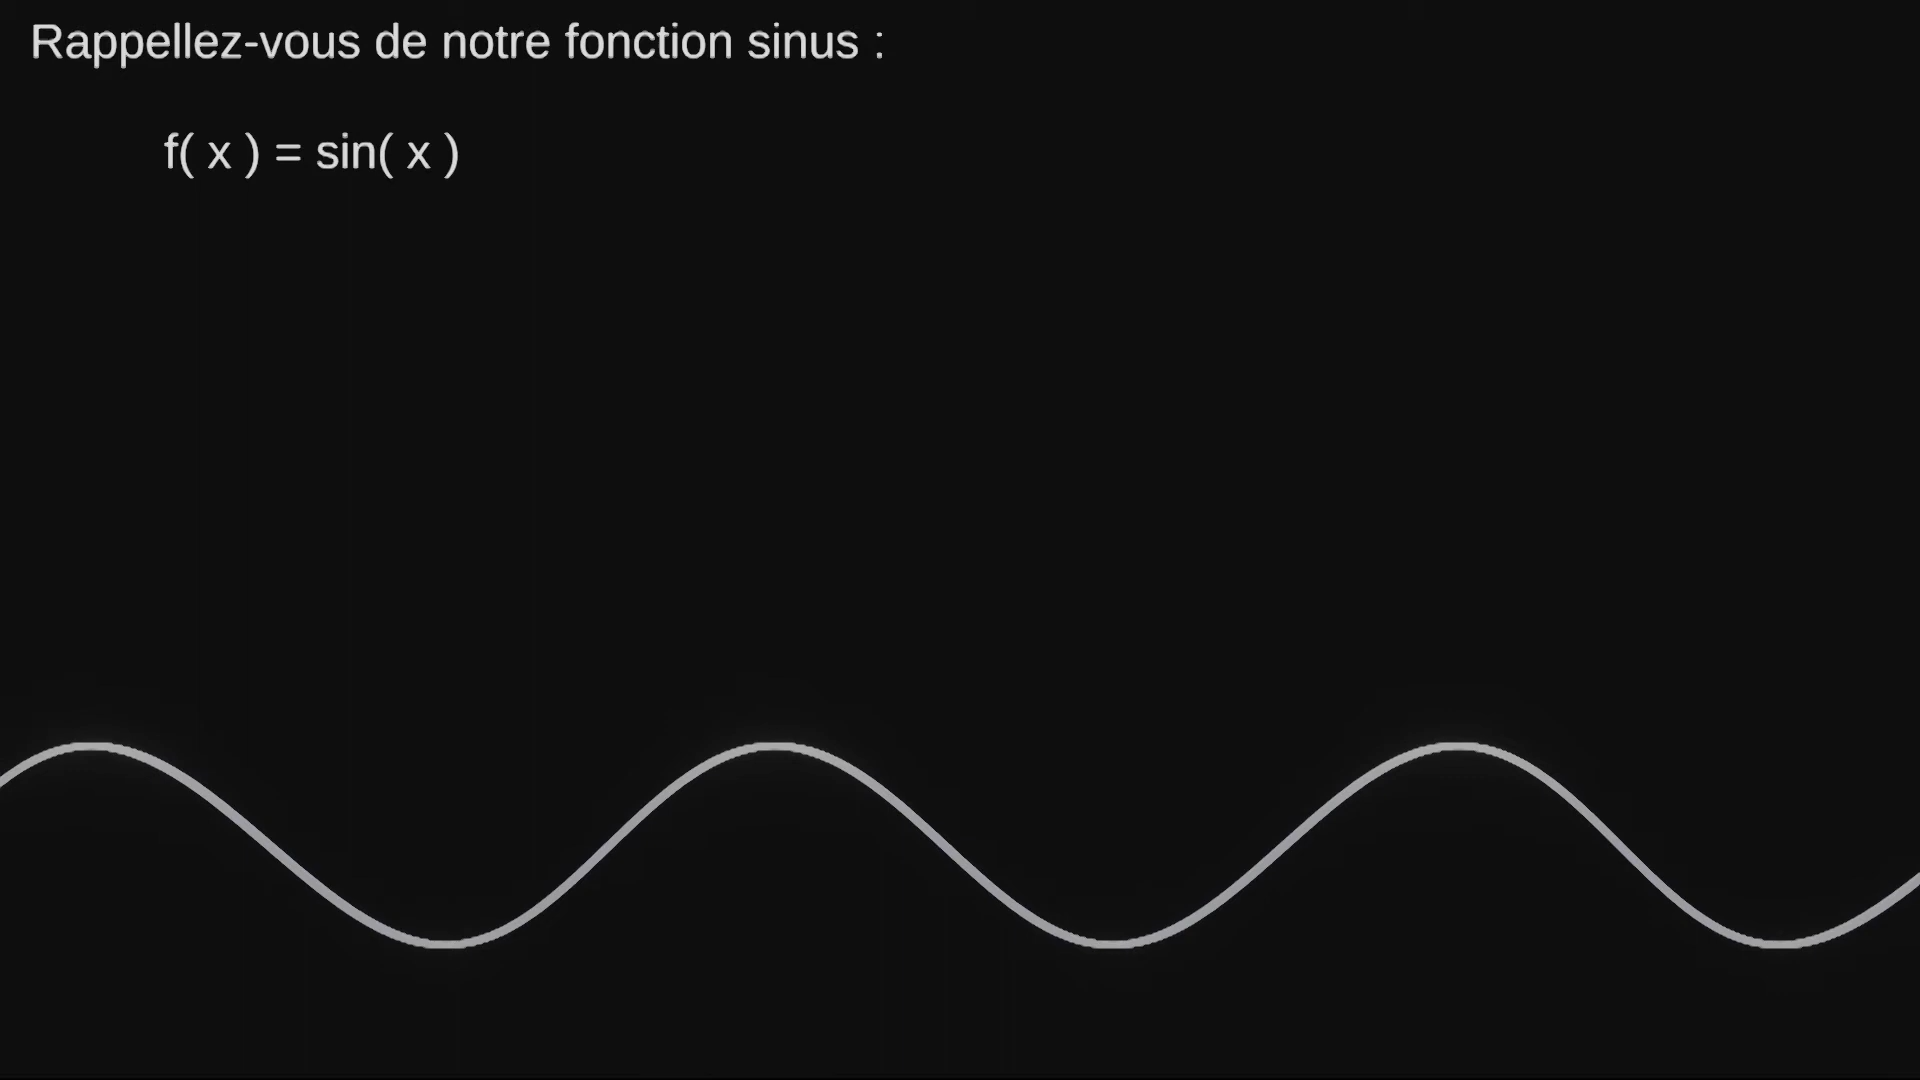 Rappellez-vous de notre fonction sinus :
f( x ) = sin( x )